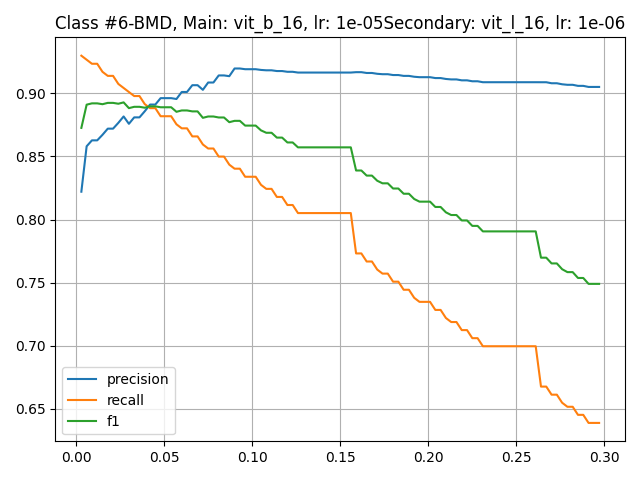 Class #6-BMD, Main: vit_b_16, lr: 1e-05Secondary: vit_l_16, lr: 1e-06
0.90
0.85
0.80
0.75
0.70
0.65
precision
recall
f1
0.00 0.05 0.10 0.15 0.20 0.25 0.30